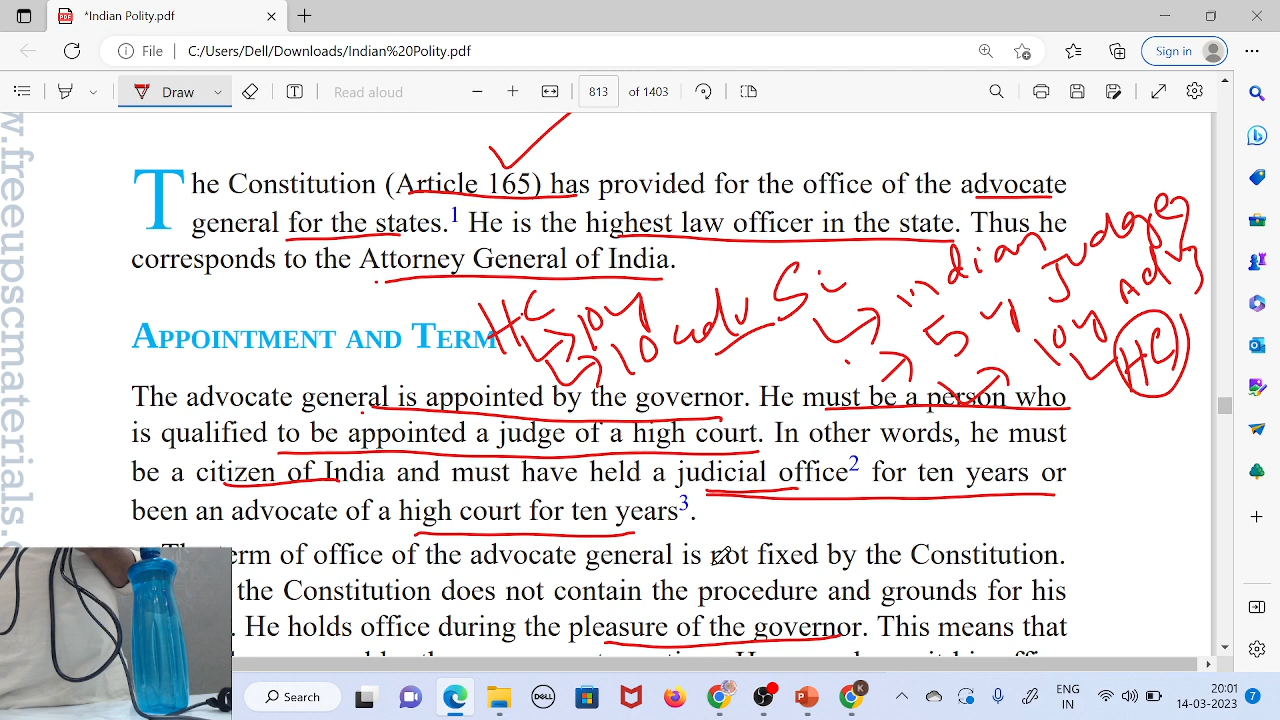 *Indian Polity.pdf
File C:/Users/Dell/Downloads/Indian%20Polity.pdf Sign in
Draw Read aloud 813 of 1403
w.freeupscmaterials.
The Constitution (Article 165) has provided for the office of the advocate
general for the states.1 He is the highest law officer in the state. Thus he
corresponds to the Attorney General of India.
Indian
5 y Judge
10 y Adv
HC
HC
10 y
10 adv
APPOINTMENT AND TERM
The advocate general is appointed by the governor. He must be a person who
is qualified to be appointed a judge of a high court. In other words, he must
be a citizen of India and must have held a judicial office2 for ten years or
been an advocate of a high court for ten years3.
term of office of the advocate general is not fixed by the Constitution.
the Constitution does not contain the procedure and grounds for his
He holds office during the pleasure of the governor. This means that
Search
DELL
ENG
IN
20:01
14-03-2023
7